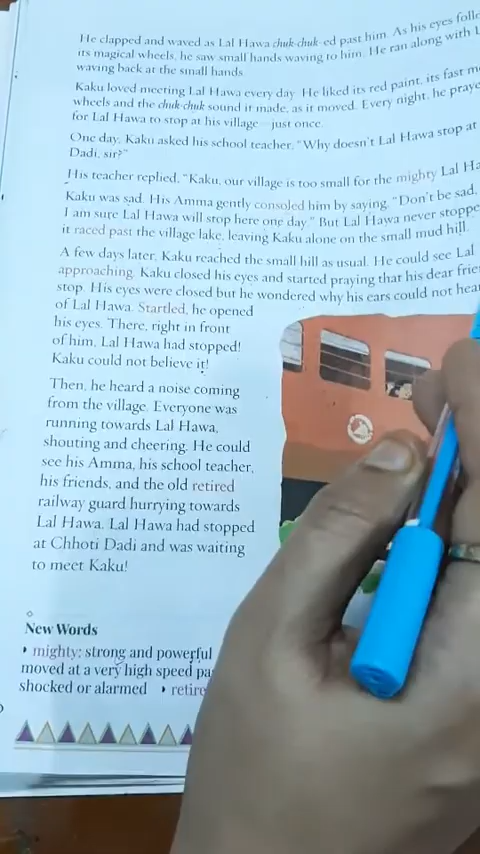 He clapped and waved as Lal Hawa chuk-chuk-ed past him. As his eyes
its magical wheels, he saw small hands waving to him. He ran along with
waving back at the small hands.
Kaku loved meeting Lal Hawa every day. He liked its red paint, its fast
wheels and the chuk-chuk sound it made, as it moved. Every night, he
for Lal Hawa to stop at his village—just once.
One day, Kaku asked his school teacher, "Why doesn't Lal Hawa stop at
Dadi, sir?"
His teacher replied, "Kaku, our village is too small for the mighty Lal
Kaku was sad. His Amma gently consoled him by saying, "Don't be sad,
I am sure Lal Hawa will stop here one day." But Lal Hawa never
it raced past the village lake, leaving Kaku alone on the small mud hill.
A few days later, Kaku reached the small hill as usual. He could see Lal
approaching. Kaku closed his eyes and started praying that his dear
stop. His eyes were closed but he wondered why his ears could not
of Lal Hawa. Startled, he opened
his eyes. There, right in front
of him, Lal Hawa had stopped!
Kaku could not believe it!
Then, he heard a noise coming
from the village. Everyone was
running towards Lal Hawa,
shouting and cheering. He could
see his Amma, his school teacher,
his friends, and the old retired
railway guard hurrying towards
Lal Hawa. Lal Hawa had stopped
at Chhoti Dadi and was waiting
to meet Kaku!
New Words
mighty: strong and powerful
moved at a very high speed
shocked or alarmed